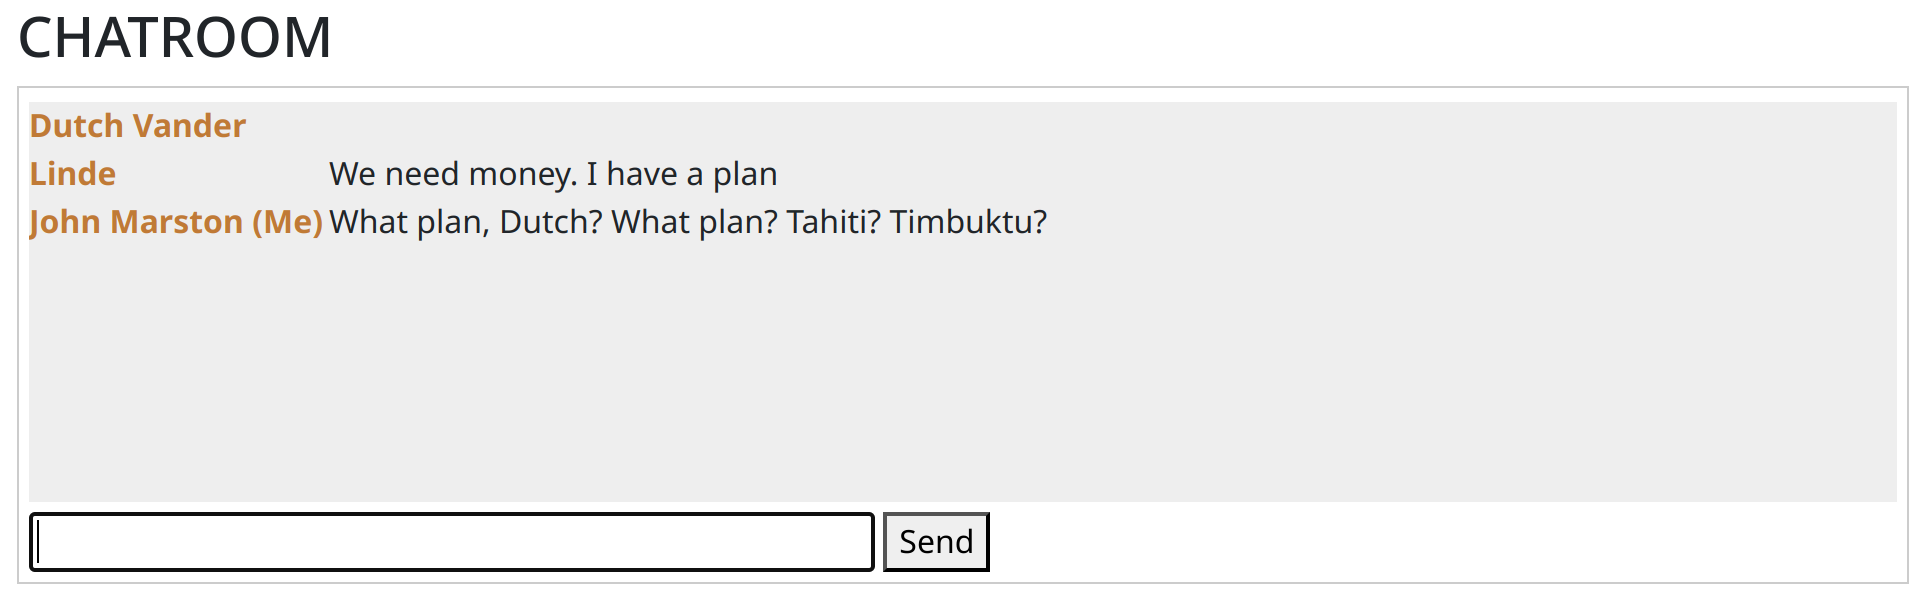 CHATROOM
Dutch Vander
Linde We need money. I have a plan
John Marston (Me) What plan, Dutch? What plan? Tahiti? Timbuktu?
Send